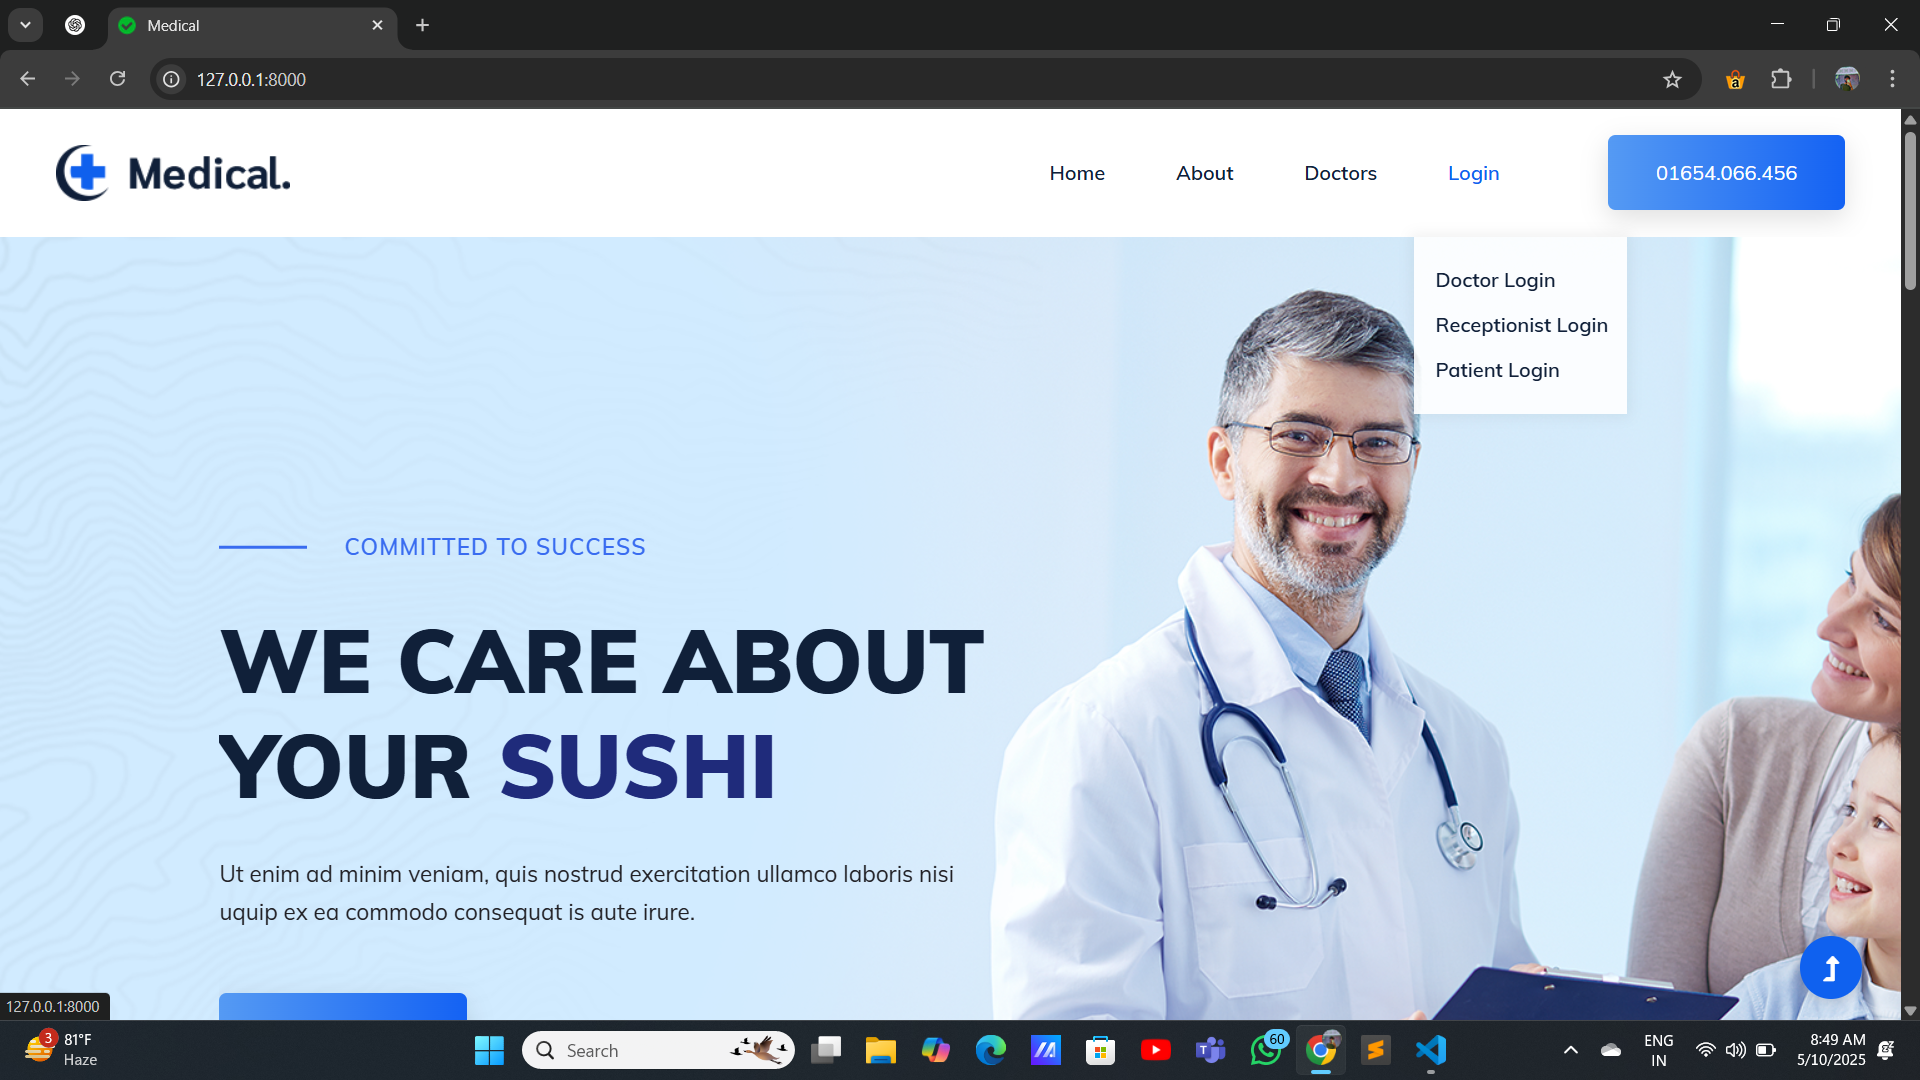 Medical
127.0.0.1:8000
Medical.
Home About Doctors Login 01654.066.456
Doctor Login
Receptionist Login
Patient Login
COMMITTED TO SUCCESS
WE CARE ABOUT
YOUR SUSHI
Ut enim ad minim veniam, quis nostrud exercitation ullamco laboris nisi
uquip ex ea commodo consequat is aute irure.
127.0.0.1:8000
3
81°F
Haze
Search
60
ENG
IN
8:49 AM
5/10/2025